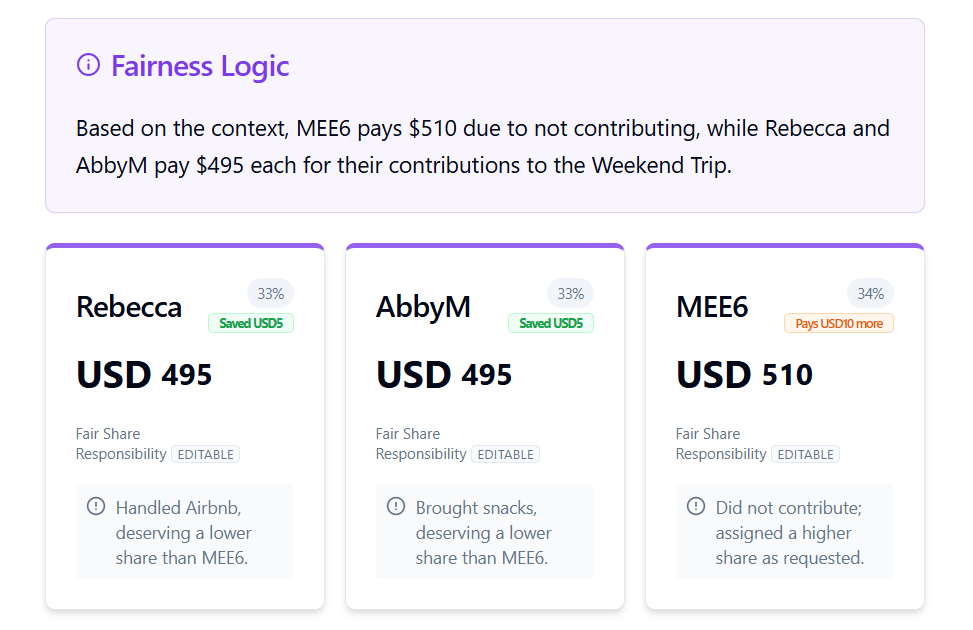 Fairness Logic
Based on the context, MEE6 pays $510 due to not contributing, while Rebecca and
AbbyM pay $495 each for their contributions to the Weekend Trip.
Rebecca
33%
Saved USD5
USD 495
Fair Share
Responsibility EDITABLE
Handled Airbnb,
deserving a lower
share than MEE6.
AbbyM
33%
Saved USD5
USD 495
Fair Share
Responsibility EDITABLE
Brought snacks,
deserving a lower
share than MEE6.
MEE6
34%
Pays USD10 more
USD 510
Fair Share
Responsibility EDITABLE
Did not contribute;
assigned a higher
share as requested.